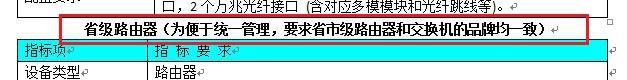 口，2 个万兆光纤接口（含对应多模模块和光纤跳线等）。
省级路由器（为便于统一管理，要求省市级路由器和交换机的品牌均一致）
指标项 指 标 要 求
设备类型 路由器